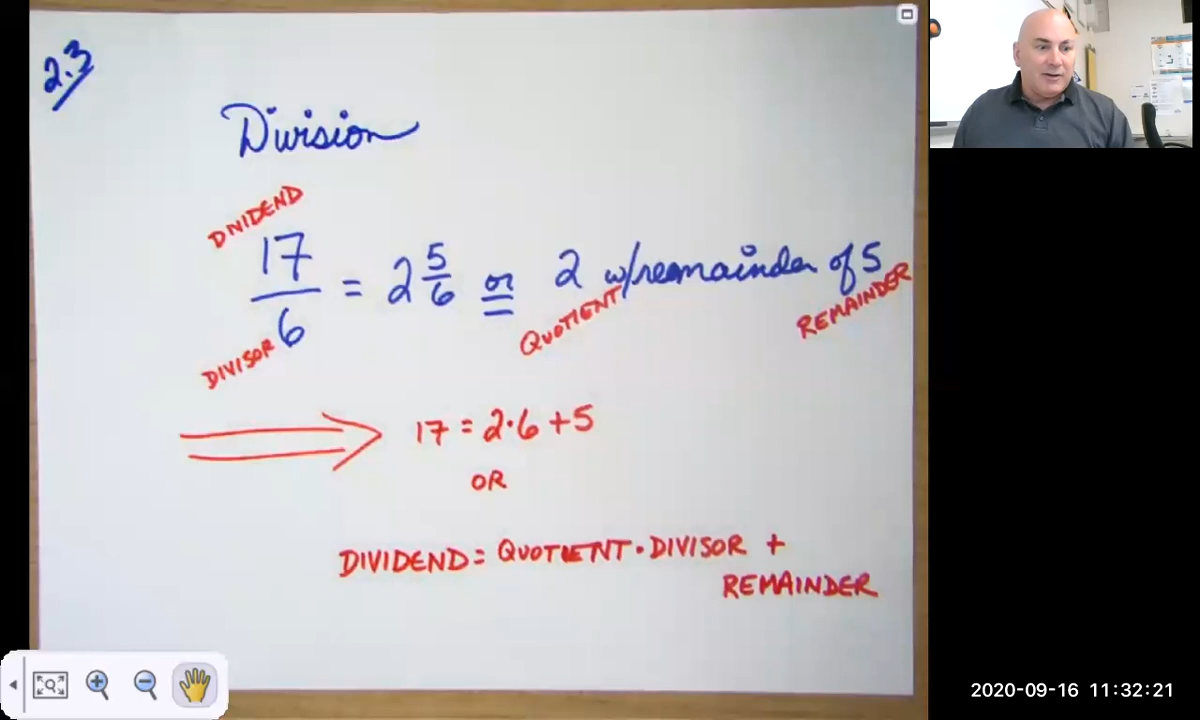 2.3
Division
DIVIDEND
17/6 = 2 5/6 or 2 w/remainder of 5
DIVISOR
QUOTIENT
REMAINDER
17 = 2·6 + 5
OR
DIVIDEND = QUOTIENT · DIVISOR +
REMAINDER
2020-09-16 11:32:21